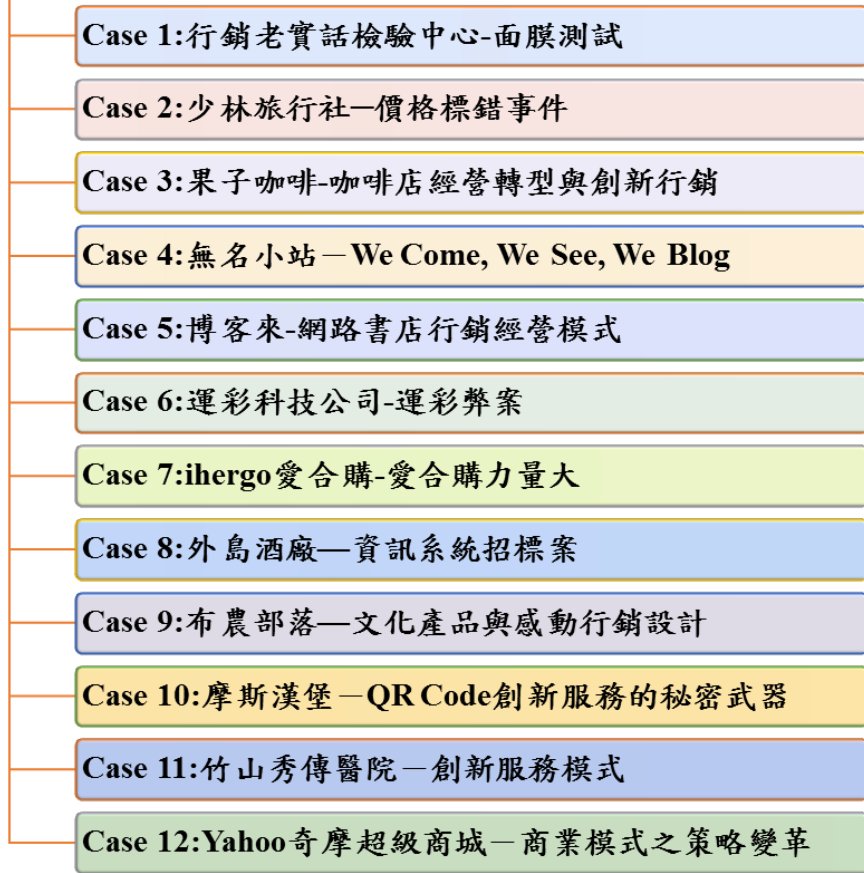 Case 1:行銷老實話檢驗中心-面膜測試
Case 2:少林旅行社—價格標錯事件
Case 3:果子咖啡-咖啡店經營轉型與創新行銷
Case 4:無名小站－We Come, We See, We Blog
Case 5:博客來-網路書店行銷經營模式
Case 6:運彩科技公司-運彩弊案
Case 7:ihergo愛合購-愛合購力量大
Case 8:外島酒廠—資訊系統招標案
Case 9:布農部落—文化產品與感動行銷設計
Case 10:摩斯漢堡－QR Code創新服務的秘密武器
Case 11:竹山秀傳醫院－創新服務模式
Case 12:Yahoo奇摩超級商城－商業模式之策略變革